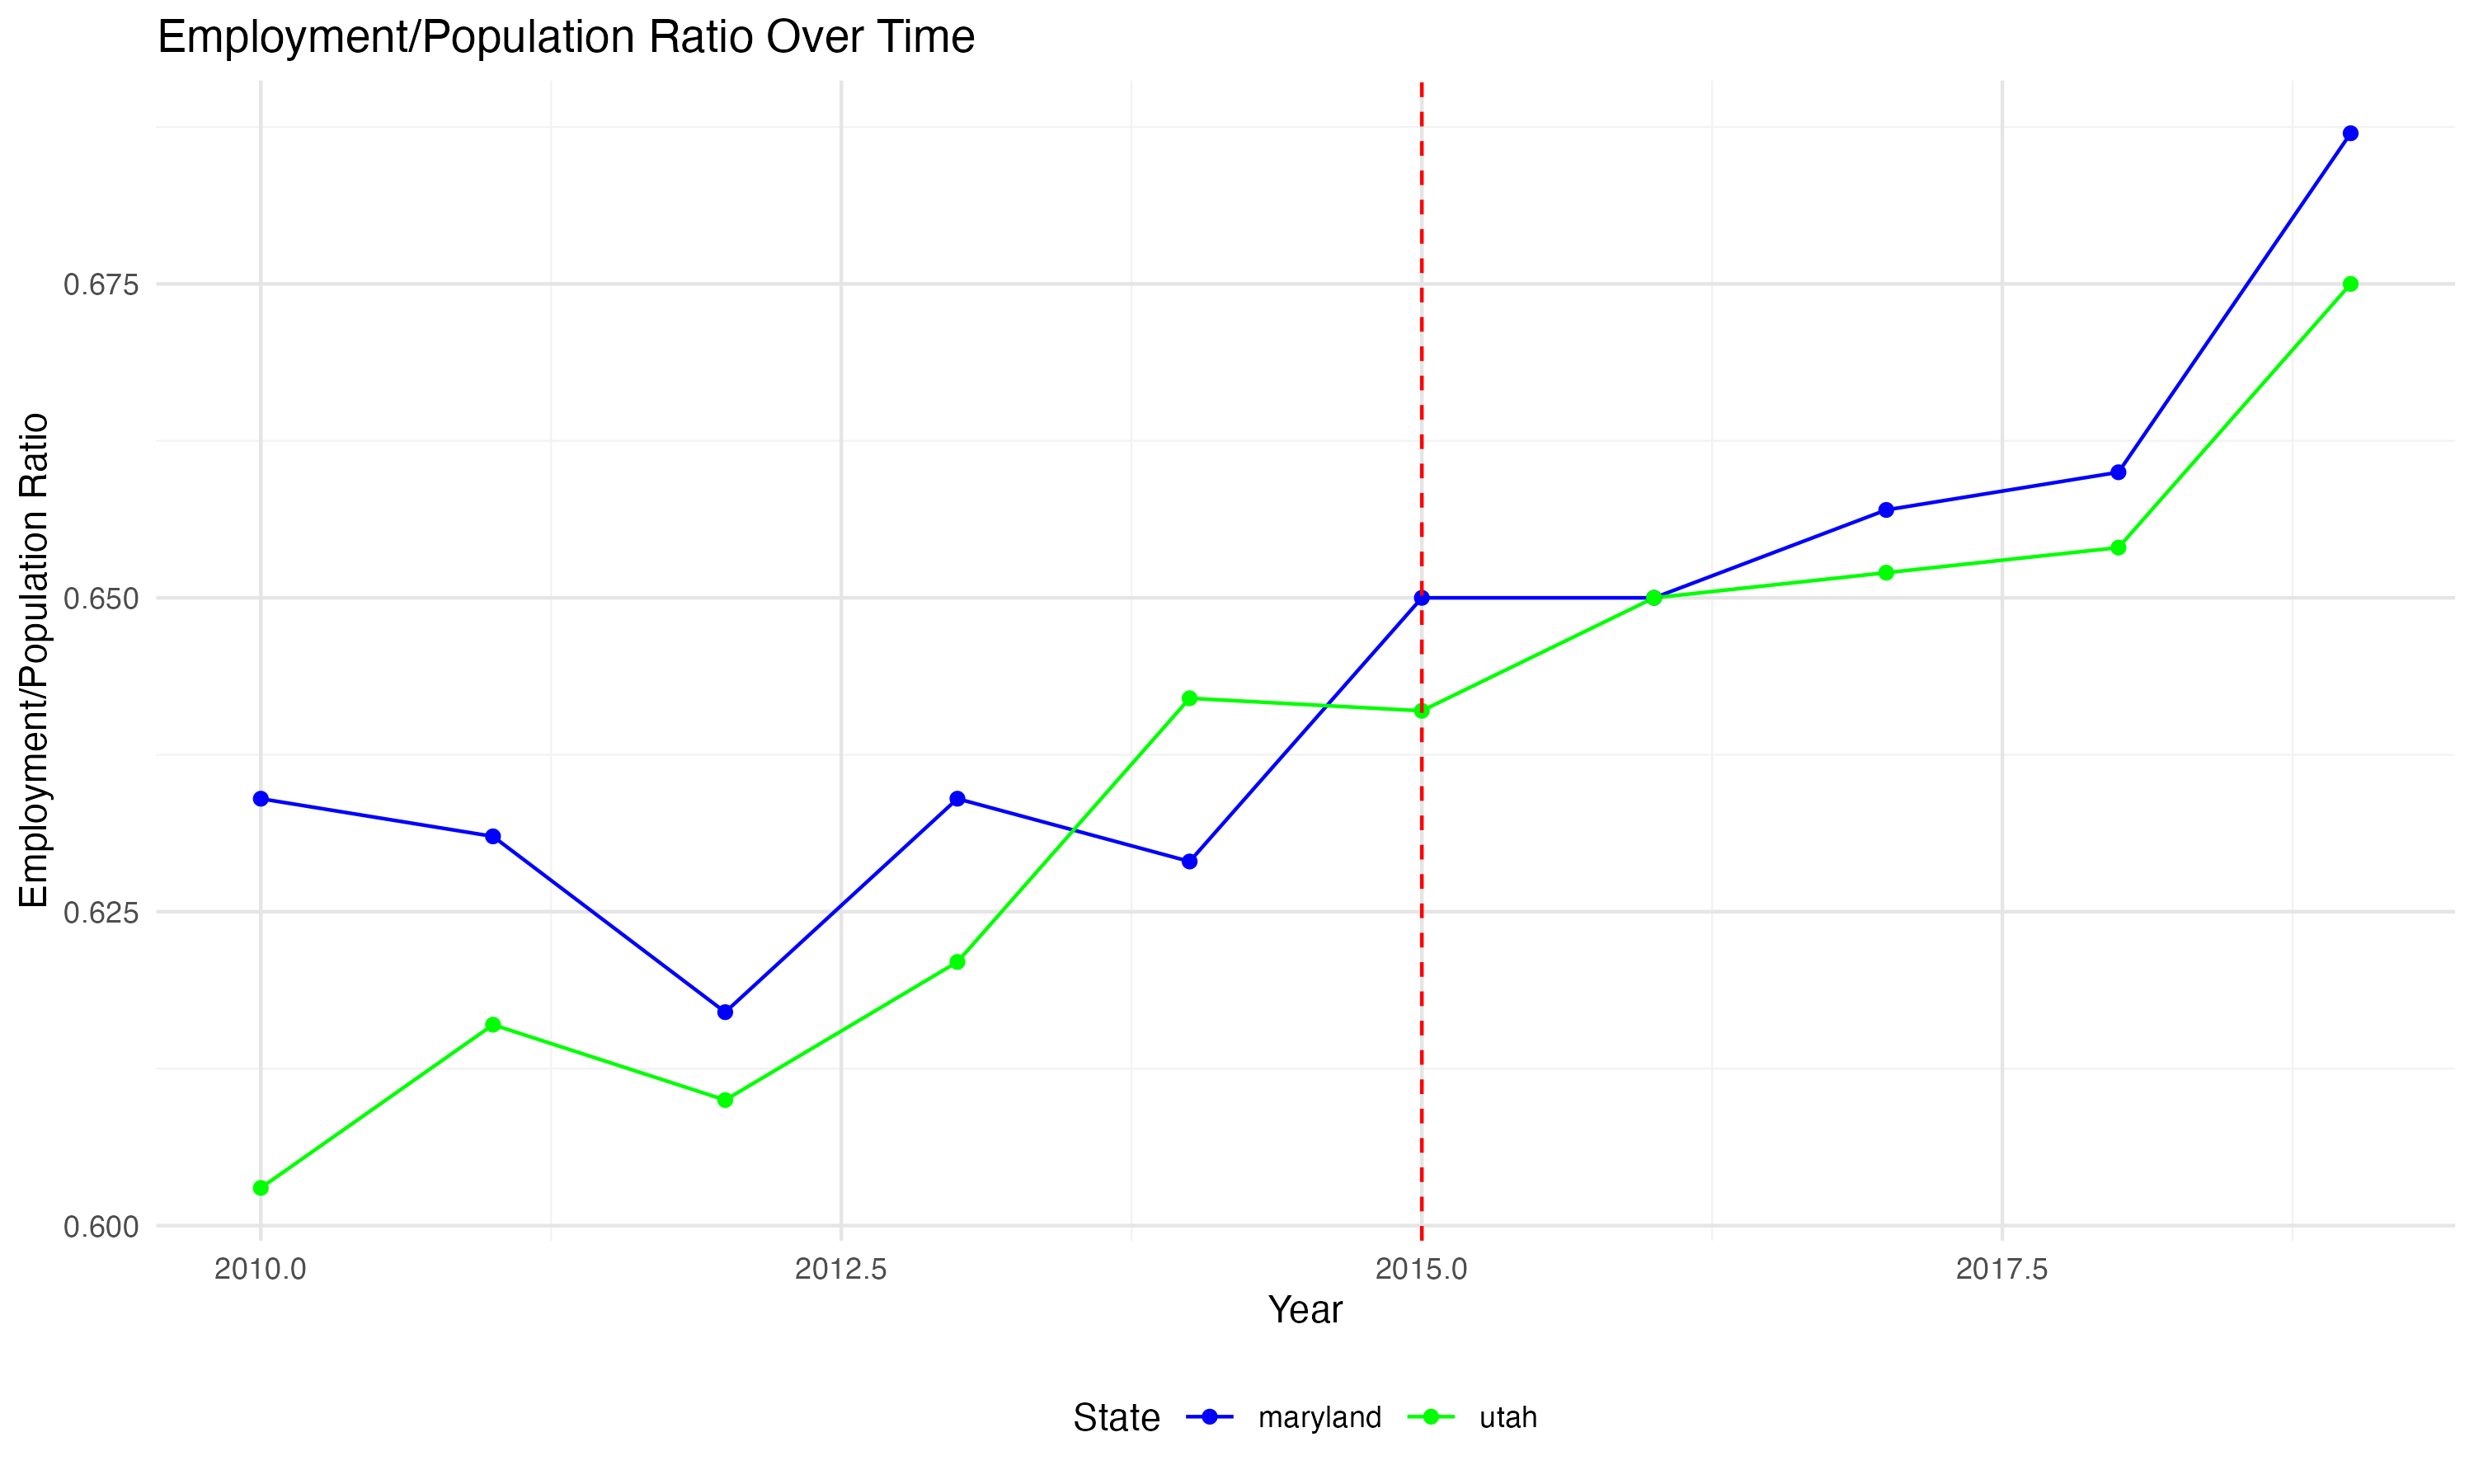 Employment/Population Ratio Over Time
Employment/Population Ratio
0.675
0.650
0.625
0.600
2010.0 2012.5 2015.0 2017.5
Year
State maryland utah